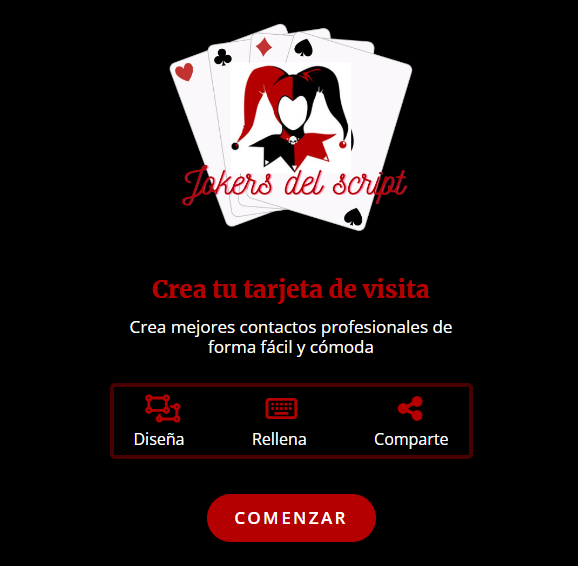 Jokers del script
Crea tu tarjeta de visita
Crea mejores contactos profesionales de
forma fácil y cómoda
Diseña Rellena Comparte
COMENZAR